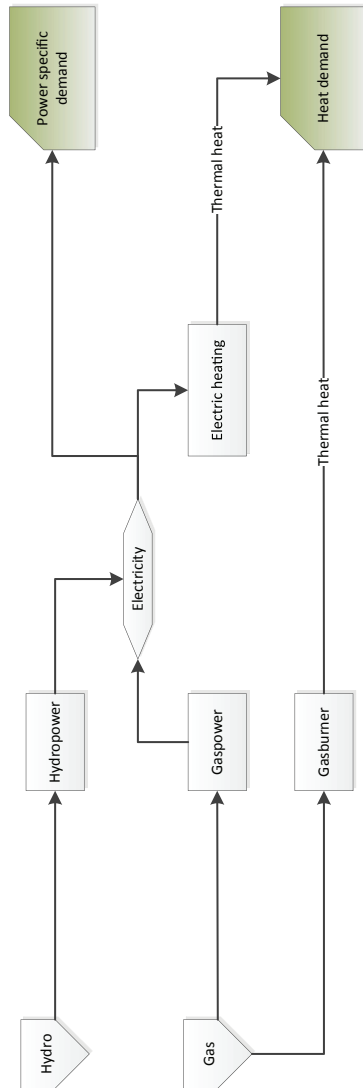 Hydro
Hydropower
Power specific
demand
Electricity
Gas
Gaspower
Electric heating
Thermal heat
Gasburner
Thermal heat
Heat demand